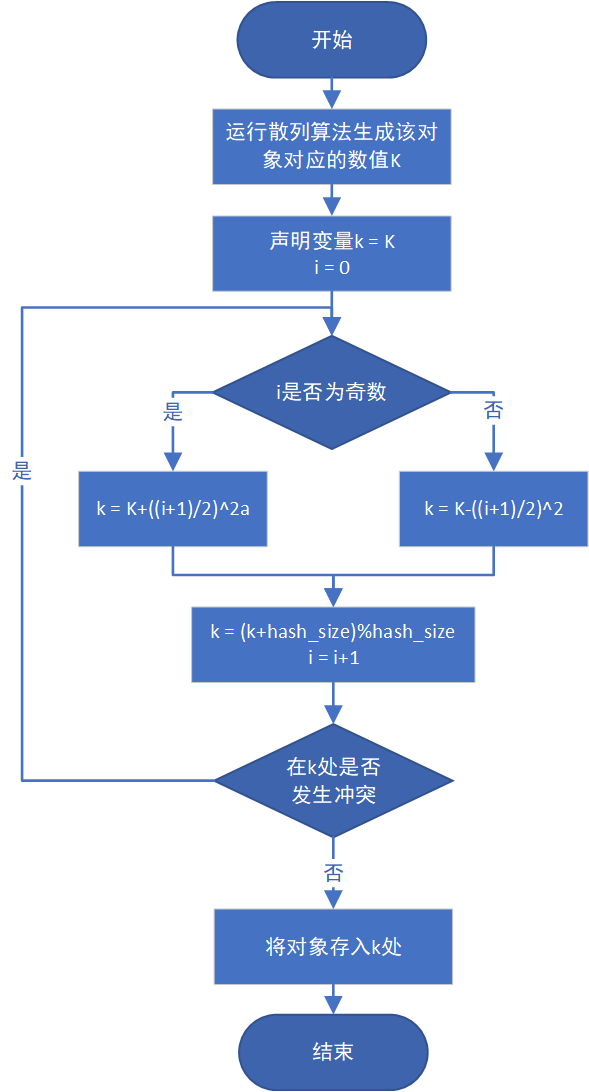 开始
运行散列算法生成该对
象对应的数值K
声明变量k = K
i = 0
i是否为奇数
是
否
是
k = K+((i+1)/2)^2a
k = K-((i+1)/2)^2
k = (k+hash_size)%hash_size
i = i+1
在k处是否
发生冲突
否
将对象存入k处
结束